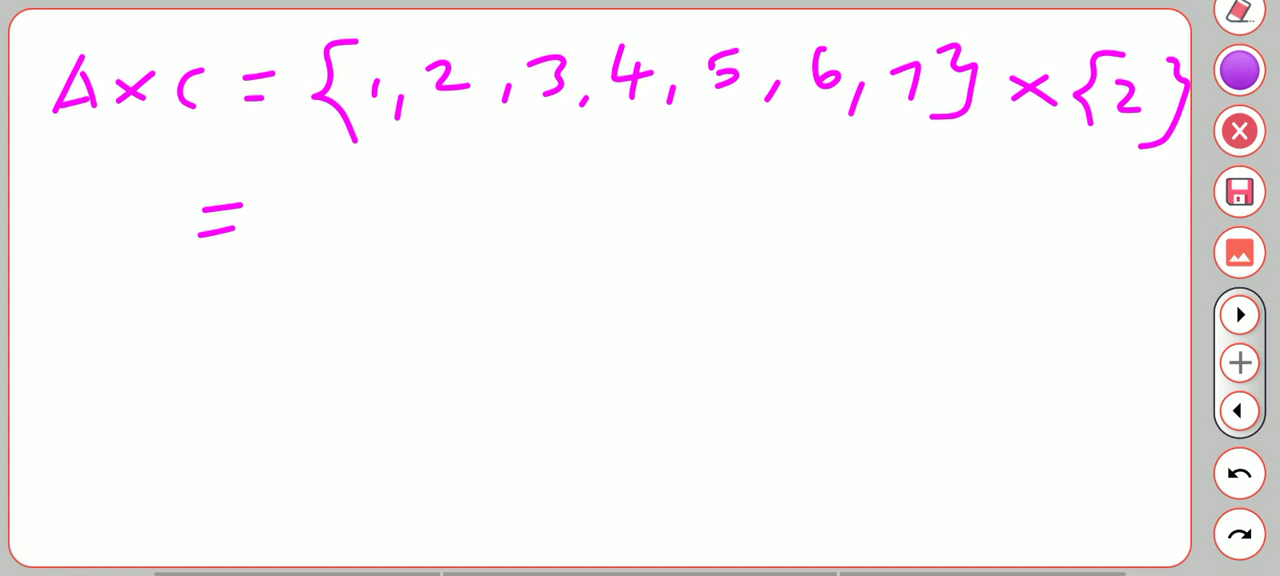 A × C = {1, 2, 3, 4, 5, 6, 7} × {2}
=